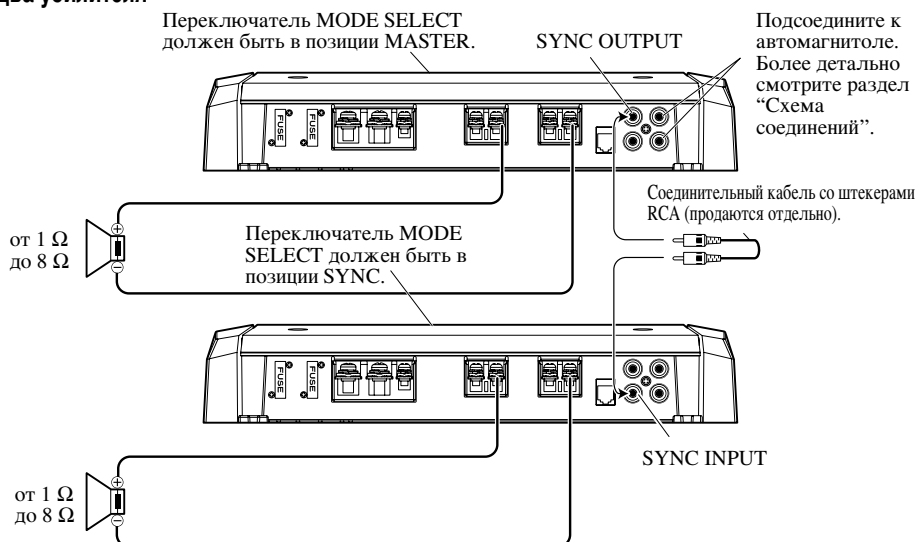 два усилителя
Переключатель MODE SELECT
должен быть в позиции MASTER.
SYNC OUTPUT
Подсоедините к
автомагнитоле.
Более детально
смотрите раздел
“Схема
соединений”.
FUSE
FUSE
Соединительный кабель со штекерами
RCA (продаются отдельно).
от 1 Ω
до 8 Ω
Переключатель MODE
SELECT должен быть в
позиции SYNC.
FUSE
FUSE
SYNC INPUT
от 1 Ω
до 8 Ω